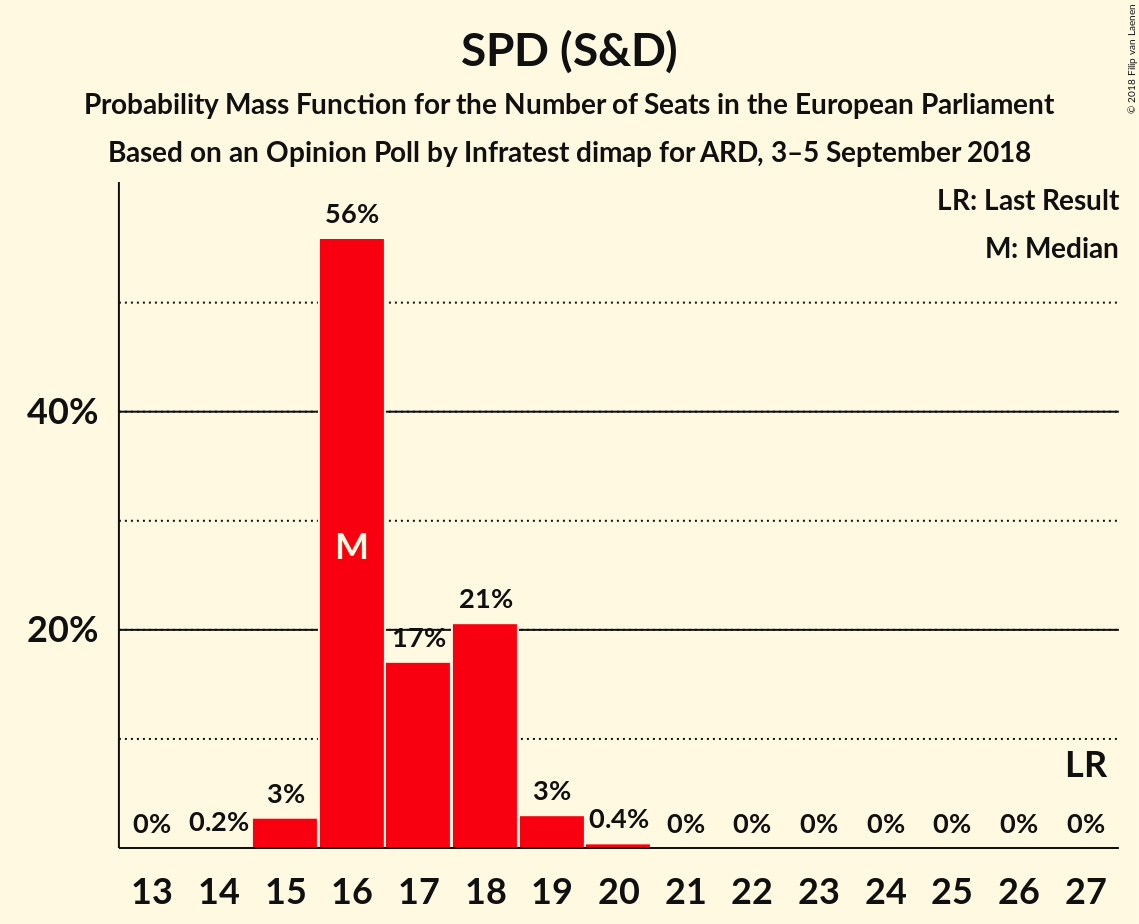 SPD (S&D)
Probability Mass Function for the Number of Seats in the European Parliament
Based on an Opinion Poll by Infratest dimap for ARD, 3–5 September 2018
© 2018 Filip van Laenen
LR: Last Result
M: Median
56%
40%
M
21%
20%
17%
LR
3%
3%
0% 0.2% 0.4% 0% 0% 0% 0% 0% 0% 0%
13 14 15 16 17 18 19 20 21 22 23 24 25 26 27